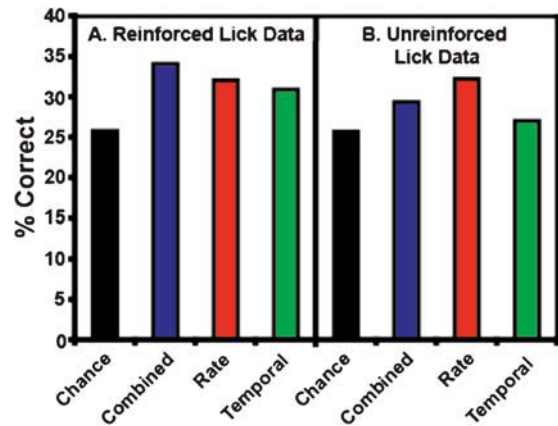 A. Reinforced Lick Data
B. Unreinforced
Lick Data
% Correct
40
35
30
25
20
15
10
5
0
Chance
Combined
Rate
Temporal
Chance
Combined
Rate
Temporal